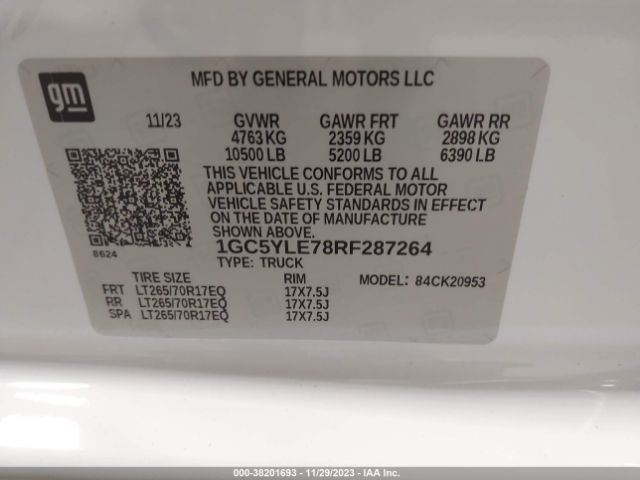 gm
MFD BY GENERAL MOTORS LLC
11/23 GVWR GAWR FRT GAWR RR
4763 KG 2359 KG 2898 KG
10500 LB 5200 LB 6390 LB
THIS VEHICLE CONFORMS TO ALL
APPLICABLE U.S. FEDERAL MOTOR
VEHICLE SAFETY STANDARDS IN EFFECT
ON THE DATE OF MANUFACTURE
SHOWN ABOVE.
8624
1GC5YLE78RF287264
TYPE: TRUCK
TIRE SIZE RIM MODEL: 84CK20953
FRT LT265/70R17EQ 17X7.5J
RR LT265/70R17EQ 17X7.5J
SPA LT265/70R17EQ 17X7.5J
000-38201693 - 11/29/2023 - IAA Inc.